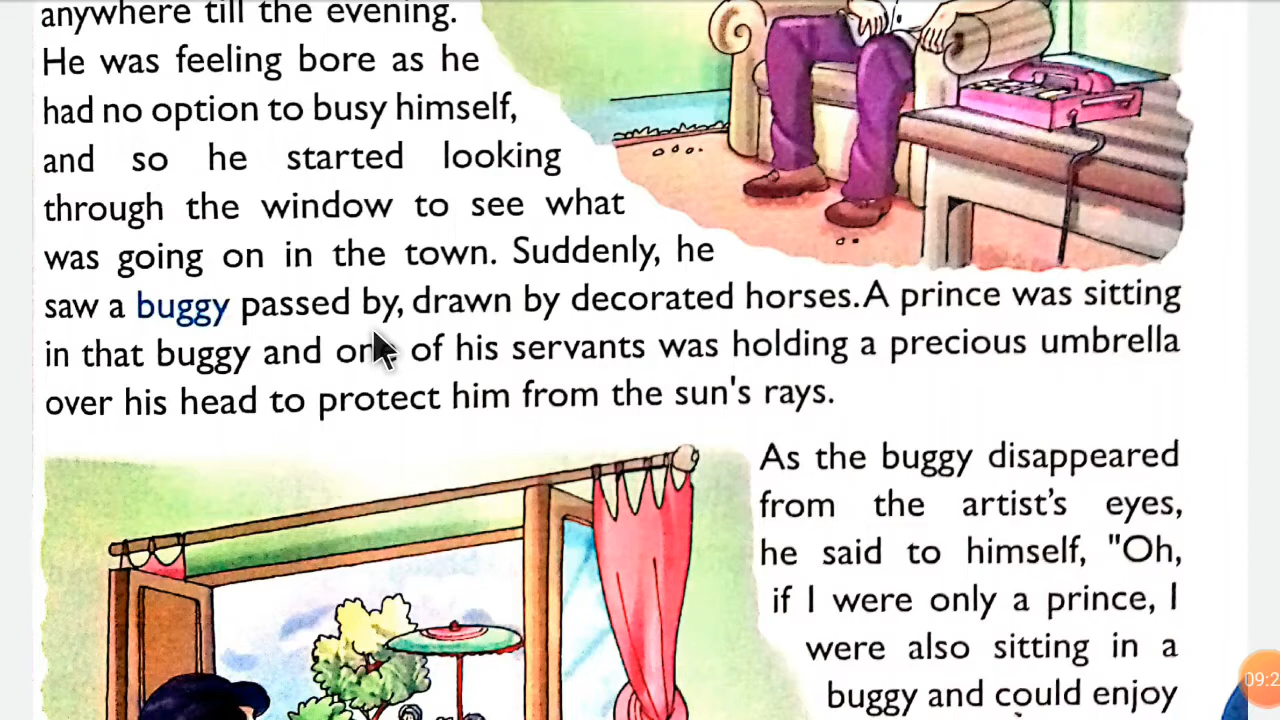 anywhere till the evening.
He was feeling bore as he
had no option to busy himself,
and so he started looking
through the window to see what
was going on in the town. Suddenly, he
saw a buggy passed by, drawn by decorated horses. A prince was sitting
in that buggy and one of his servants was holding a precious umbrella
over his head to protect him from the sun's rays.
As the buggy disappeared
from the artist's eyes,
he said to himself, "Oh,
if I were only a prince, I
were also sitting in a
buggy and could enjoy
09:2